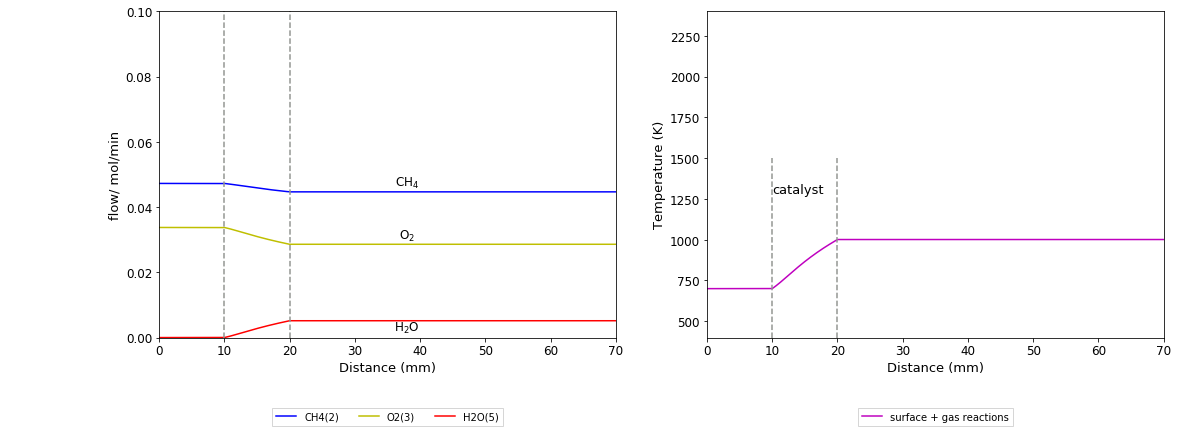 0.10
0.08
0.06
0.04
0.02
0.00
flow/ mol/min
CH₄
O₂
H₂O
0 10 20 30 40 50 60 70
Distance (mm)
CH4(2) O2(3) H2O(5)
2250
2000
1750
1500
1250
1000
750
500
Temperature (K)
catalyst
0 10 20 30 40 50 60 70
Distance (mm)
surface + gas reactions